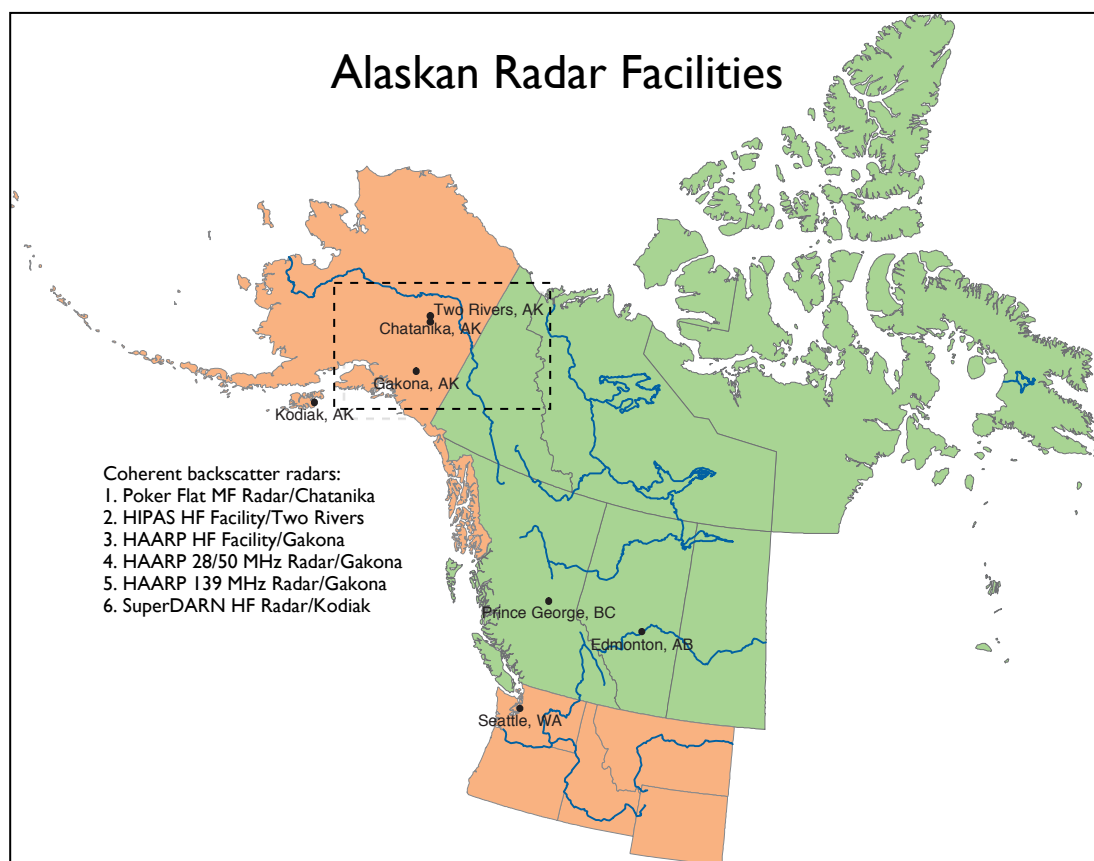 Alaskan Radar Facilities
Two Rivers, AK
Chatanika, AK
Gakona, AK
Kodiak, AK
Coherent backscatter radars:
1. Poker Flat MF Radar/Chatanika
2. HIPAS HF Facility/Two Rivers
3. HAARP HF Facility/Gakona
4. HAARP 28/50 MHz Radar/Gakona
5. HAARP 139 MHz Radar/Gakona
6. SuperDARN HF Radar/Kodiak
Prince George, BC
Edmonton, AB
Seattle, WA